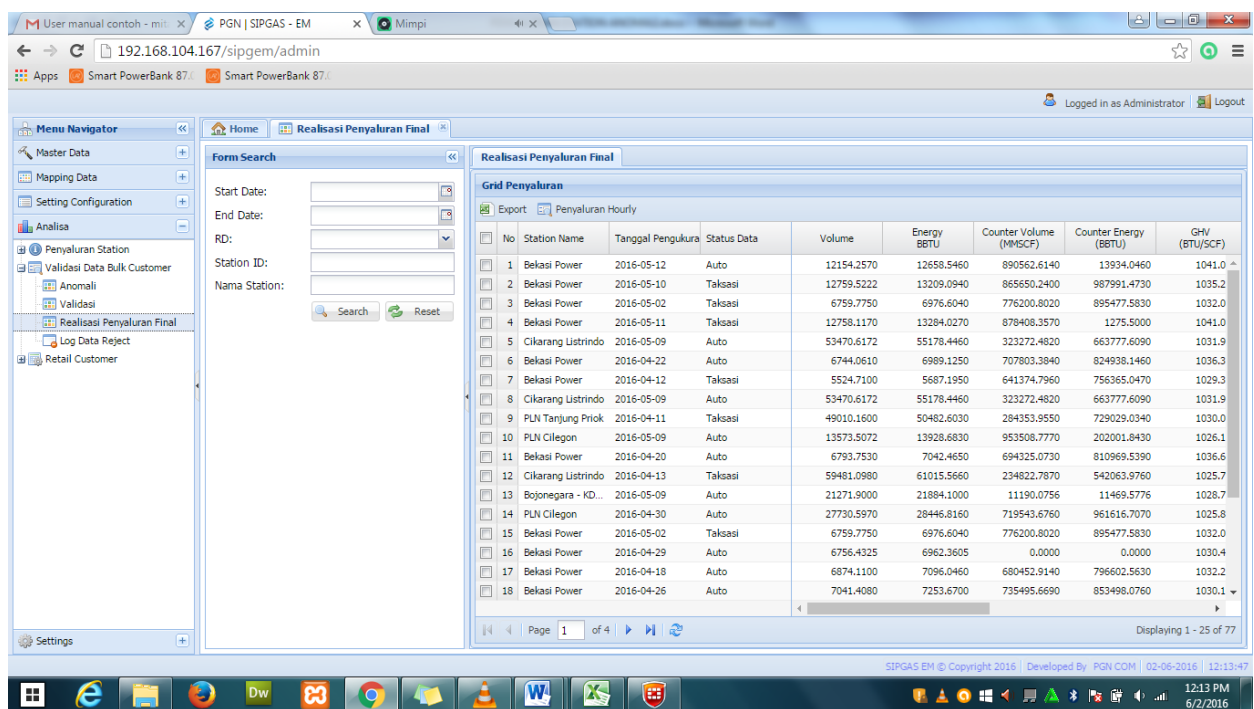 M User manual contoh - mit
PGN | SIPGAS - EM
Mimpi
192.168.104.167/sipgem/admin
Apps
Smart PowerBank 87.
Smart PowerBank 87.
Logged in as Administrator
Logout
Menu Navigator
Master Data
Mapping Data
Setting Configuration
Analisa
Penyaluran Station
Validasi Data Bulk Customer
Anomali
Validasi
Realisasi Penyaluran Final
Log Data Reject
Retail Customer
Settings
Home
Realisasi Penyaluran Final
Form Search
Start Date:
End Date:
RD:
Station ID:
Nama Station:
Search Reset
Realisasi Penyaluran Final
Grid Penyaluran
Export Penyaluran Hourly
No Station Name Tanggal Pengukura Status Data Volume Energy BBTU Counter Volume (MMSCF) Counter Energy (BBTU) GHV (BTU/SCF)
1 Bekasi Power 2016-05-12 Auto 12154.2570 12658.5460 890562.6140 13934.0460 1041.0
2 Bekasi Power 2016-05-10 Taksasi 12759.5222 13209.0940 865650.2400 987991.4730 1035.2
3 Bekasi Power 2016-05-02 Taksasi 6759.7750 6976.6040 776200.8020 895477.5830 1032.0
4 Bekasi Power 2016-05-11 Taksasi 12758.1170 13284.0270 878408.3570 1275.5000 1041.0
5 Cikarang Listrindo 2016-05-09 Auto 53470.6172 55178.4460 323272.4820 663777.6090 1031.9
6 Bekasi Power 2016-04-22 Auto 6744.0610 6989.1250 707803.3840 824938.1460 1036.3
7 Bekasi Power 2016-04-12 Taksasi 5524.7100 5687.1950 641374.7960 756365.0470 1029.3
8 Cikarang Listrindo 2016-05-09 Auto 53470.6172 55178.4460 323272.4820 663777.6090 1031.9
9 PLN Tanjung Priok 2016-04-11 Taksasi 49010.1600 50482.6030 284353.9550 729029.0340 1030.0
10 PLN Cilegon 2016-05-09 Auto 13573.5072 13928.6830 953508.7770 202001.8430 1026.1
11 Bekasi Power 2016-04-20 Auto 6793.7530 7042.4650 694325.0730 810969.5390 1036.6
12 Cikarang Listrindo 2016-04-13 Taksasi 59481.0980 61015.5660 234822.7870 542063.9760 1025.7
13 Bojonegara - KD... 2016-05-09 Auto 21271.9000 21884.1000 11190.0756 11469.5776 1028.7
14 PLN Cilegon 2016-04-30 Auto 27730.5970 28446.8160 719543.6760 961616.7070 1025.8
15 Bekasi Power 2016-05-02 Taksasi 6759.7750 6976.6040 776200.8020 895477.5830 1032.0
16 Bekasi Power 2016-04-29 Auto 6756.4325 6962.3605 0.0000 0.0000 1030.4
17 Bekasi Power 2016-04-18 Auto 6874.1100 7096.0460 680452.9140 796602.5630 1032.2
18 Bekasi Power 2016-04-26 Auto 7041.4080 7253.6700 735495.6690 853498.0760 1030.1
Page 1 of 4
Displaying 1 - 25 of 77
SIPGAS EM © Copyright 2016 | Developed By PGN COM | 02-06-2016 | 12:13:47
Dw
12:13 PM
6/2/2016